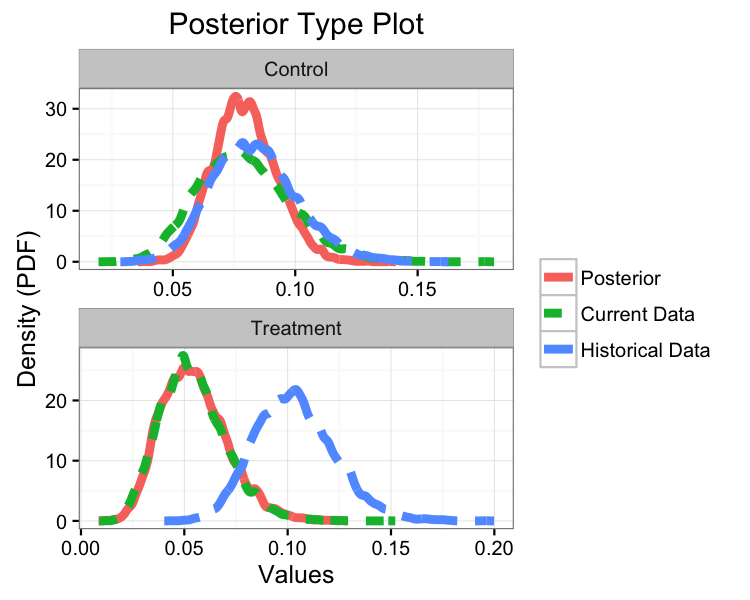 Posterior Type Plot
Control
30
20
10
0
0.05 0.10 0.15
Treatment
20
10
0
0.00 0.05 0.10 0.15 0.20
Values
Density (PDF)
Posterior
Current Data
Historical Data